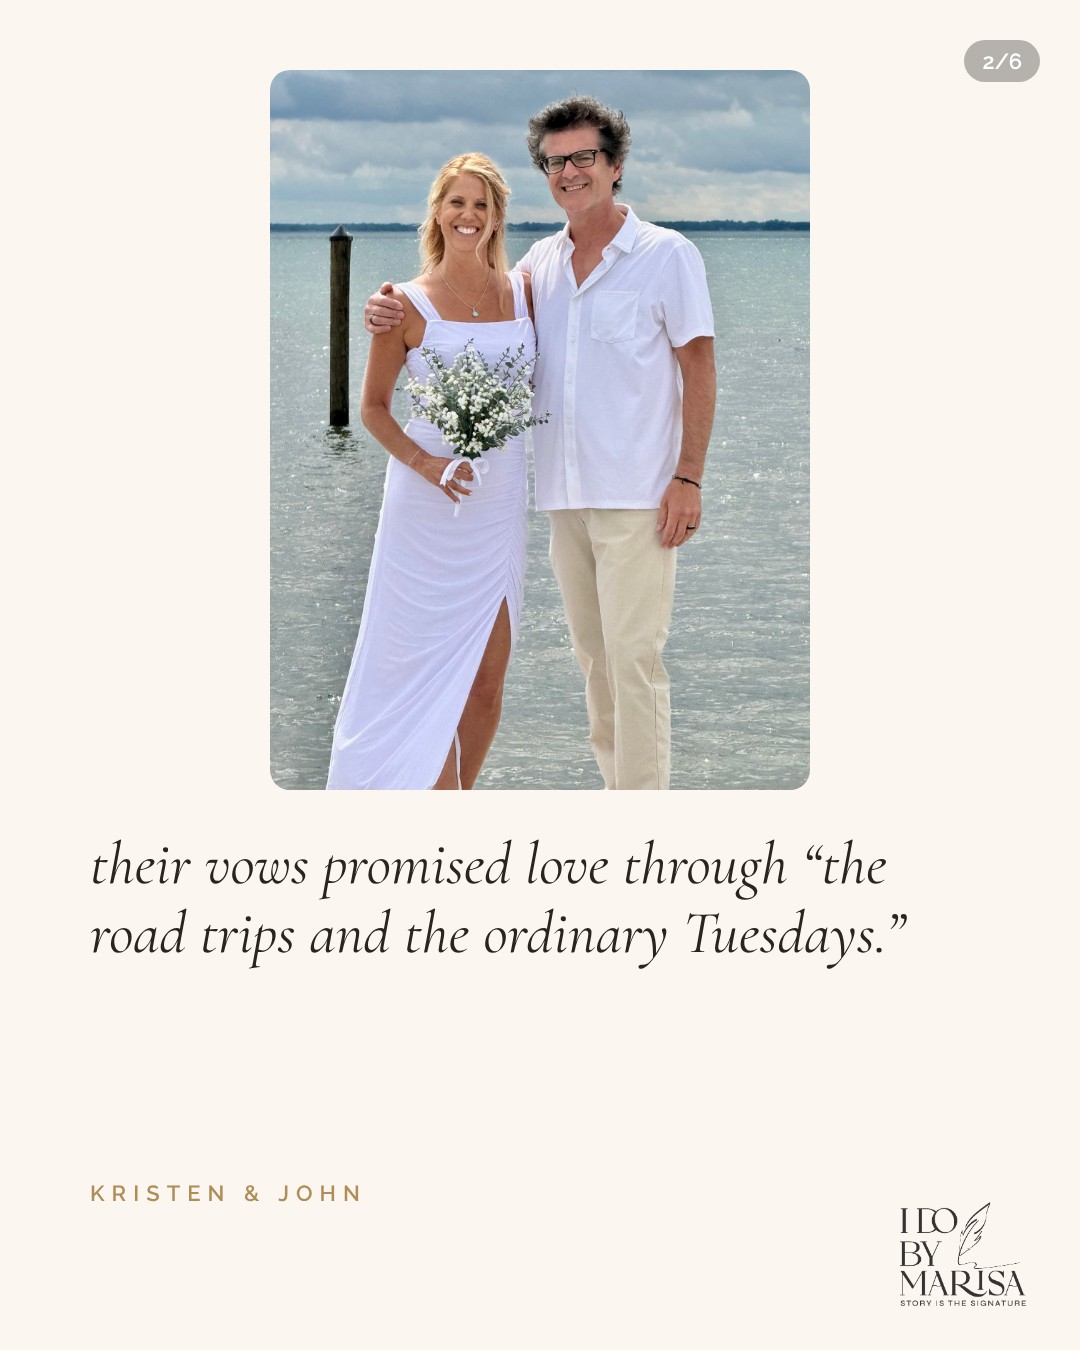 2/6
their vows promised love through “the
road trips and the ordinary Tuesdays.”
KRISTEN & JOHN
I DO
BY
MARISA
STORY IS THE SIGNATURE